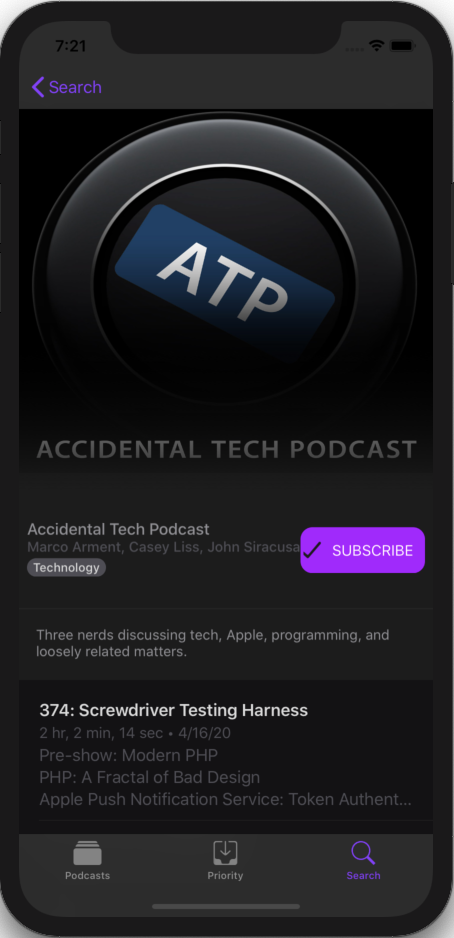 7:21
Search
ATP
ACCIDENTAL TECH PODCAST
Accidental Tech Podcast
Marco Arment, Casey Liss, John Siracusa
SUBSCRIBE
Technology
Three nerds discussing tech, Apple, programming, and
loosely related matters.
374: Screwdriver Testing Harness
2 hr, 2 min, 14 sec • 4/16/20
Pre-show: Modern PHP
PHP: A Fractal of Bad Design
Apple Push Notification Service: Token Authent...
Podcasts
Priority
Search